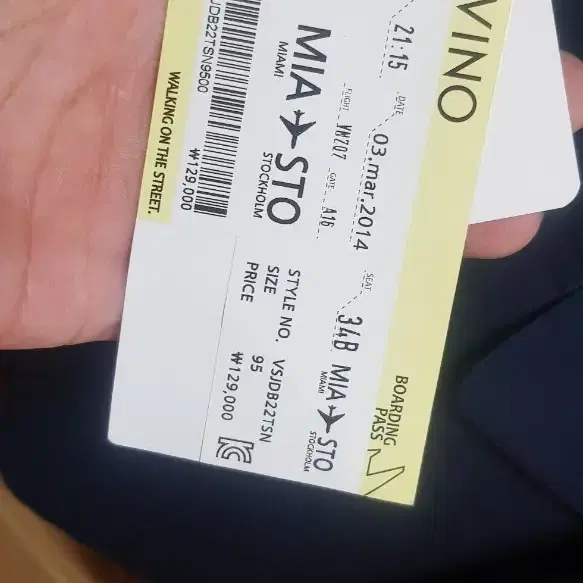 VINO
BOARDING PASS
21:15
DATE 03.mar.2014
SEAT 34B
FLIGHT VWZ07
GATE A16
MIA STO
MIAMI STOCKHOLM
MIA STO
MIAMI STOCKHOLM
STYLE NO. VSJDB22TSN
SIZE 95
PRICE ₩129,000
JDB22TSN9500
₩129,000
WALKING ON THE STREET.